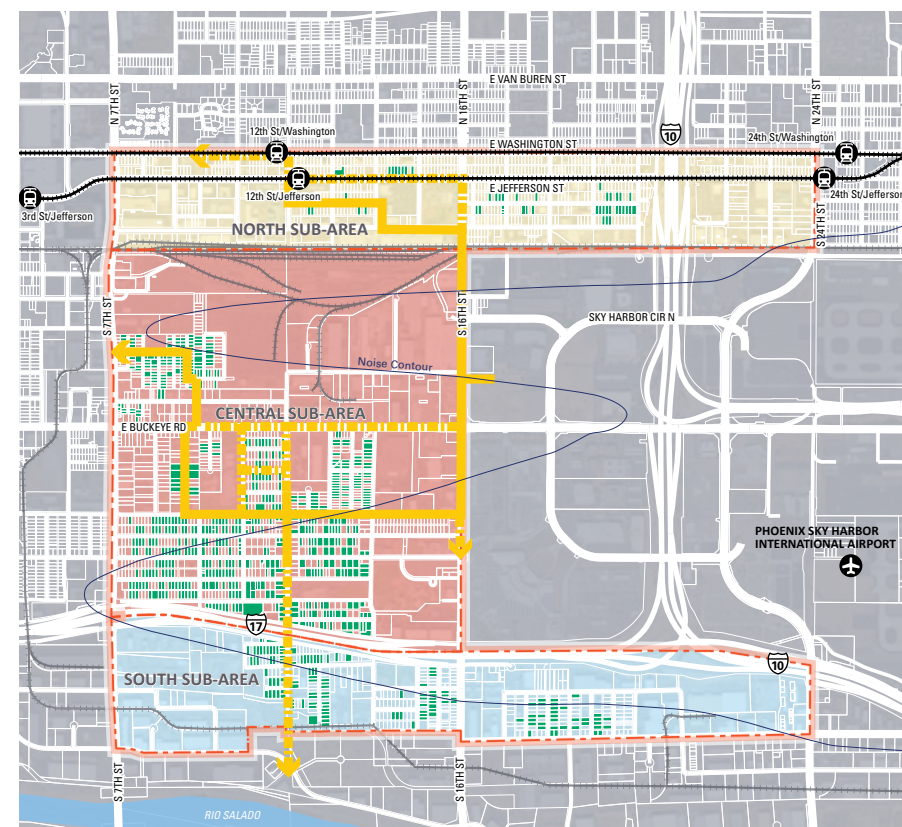 E VAN BUREN ST
N 7TH ST
N 16TH ST
N 24TH ST
10
12th St/Washington
E WASHINGTON ST
24th St/Washington
3rd St/Jefferson
12th St/Jefferson
E JEFFERSON ST
24th St/Jefferson
NORTH SUB-AREA
S 24TH ST
S 7TH ST
S 16TH ST
SKY HARBOR CIR N
Noise Contour
CENTRAL SUB-AREA
E BUCKEYE RD
PHOENIX SKY HARBOR
INTERNATIONAL AIRPORT
17
10
SOUTH SUB-AREA
S 7TH ST
S 16TH ST
RIO SALADO